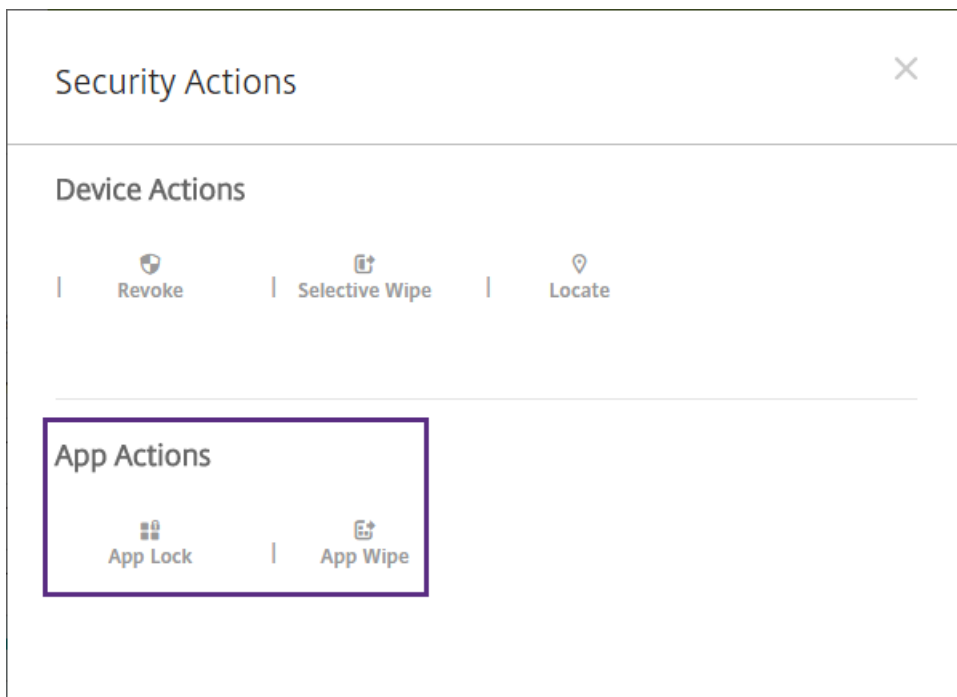 Security Actions
Device Actions
| Revoke | Selective Wipe | Locate
App Actions
App Lock | App Wipe